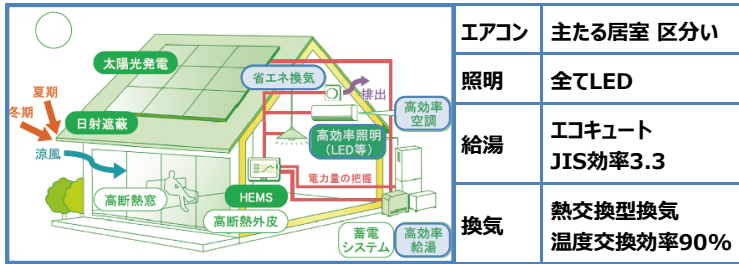 太陽光発電
省エネ換気
排出
夏期
冬期
高効率
空調
日射遮蔽
高効率照明
(LED等)
涼風
電力量の把握
高断熱窓
HEMS
高断熱外皮
蓄電
システム
高効率
給湯
エアコン 主たる居室 区分い
照明 全てLED
給湯 エコキュート
JIS効率3.3
換気 熱交換型換気
温度交換効率90%